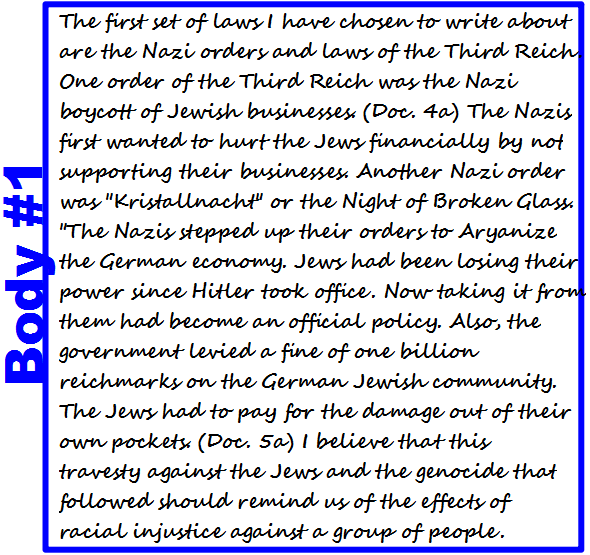 Body #1
The first set of laws I have chosen to write about
are the Nazi orders and laws of the Third Reich.
One order of the Third Reich was the Nazi
boycott of Jewish businesses. (Doc. 4a) The Nazis
first wanted to hurt the Jews financially by not
supporting their businesses. Another Nazi order
was "Kristallnacht" or the Night of Broken Glass.
"The Nazis stepped up their orders to Aryanize
the German economy. Jews had been losing their
power since Hitler took office. Now taking it from
them had become an official policy. Also, the
government levied a fine of one billion
reichmarks on the German Jewish community.
The Jews had to pay for the damage out of their
own pockets. (Doc. 5a) I believe that this
travesty against the Jews and the genocide that
followed should remind us of the effects of
racial injustice against a group of people.